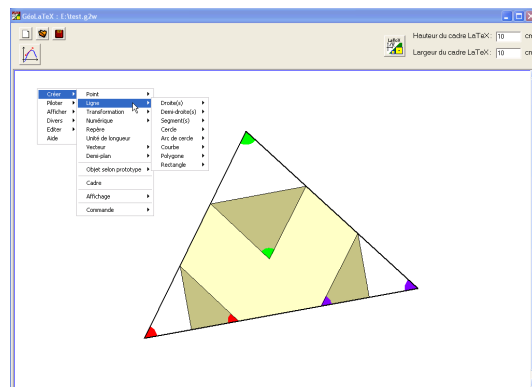 GéoLaTeX : E:\test.g2w
LaTeX
Hauteur du cadre LaTeX : 10 cm
Largeur du cadre LaTeX : 10 cm
Créer
Piloter
Afficher
Divers
Editer
Aide
Point
Ligne
Transformation
Numérique
Repère
Unité de longueur
Vecteur
Demi-plan
Objet selon prototype
Cadre
Affichage
Commande
Droite(s)
Demi-droite(s)
Segment(s)
Cercle
Arc de cercle
Courbe
Polygone
Rectangle